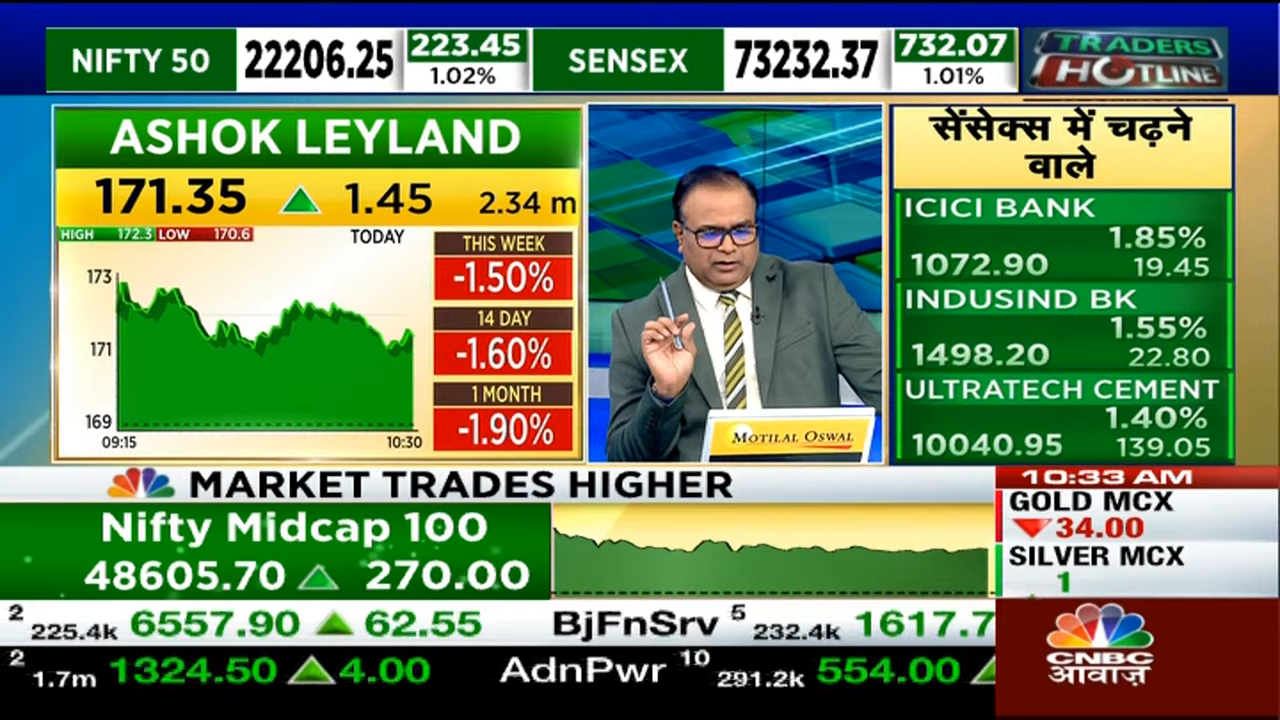 NIFTY 50 22206.25 223.45 1.02% SENSEX 73232.37 732.07 1.01% TRADERS HOTLINE
ASHOK LEYLAND
171.35 1.45 2.34 m
HIGH 172.3 LOW 170.6 TODAY
173
171
169
09:15 10:30
THIS WEEK
-1.50%
14 DAY
-1.60%
1 MONTH
-1.90%
MOTILAL OSWAL
सेंसेक्स में चढ़ने
वाले
ICICI BANK
1.85%
1072.90 19.45
INDUSIND BK
1.55%
1498.20 22.80
ULTRATECH CEMENT
1.40%
10040.95 139.05
MARKET TRADES HIGHER
Nifty Midcap 100
48605.70 270.00
10:33 AM
GOLD MCX
34.00
SILVER MCX
1
2 225.4k 6557.90 62.55 BjFnSrv 5 232.4k 1617.7
2 1.7m 1324.50 4.00 AdnPwr 10 291.2k 554.00
CNBC
आवाज़